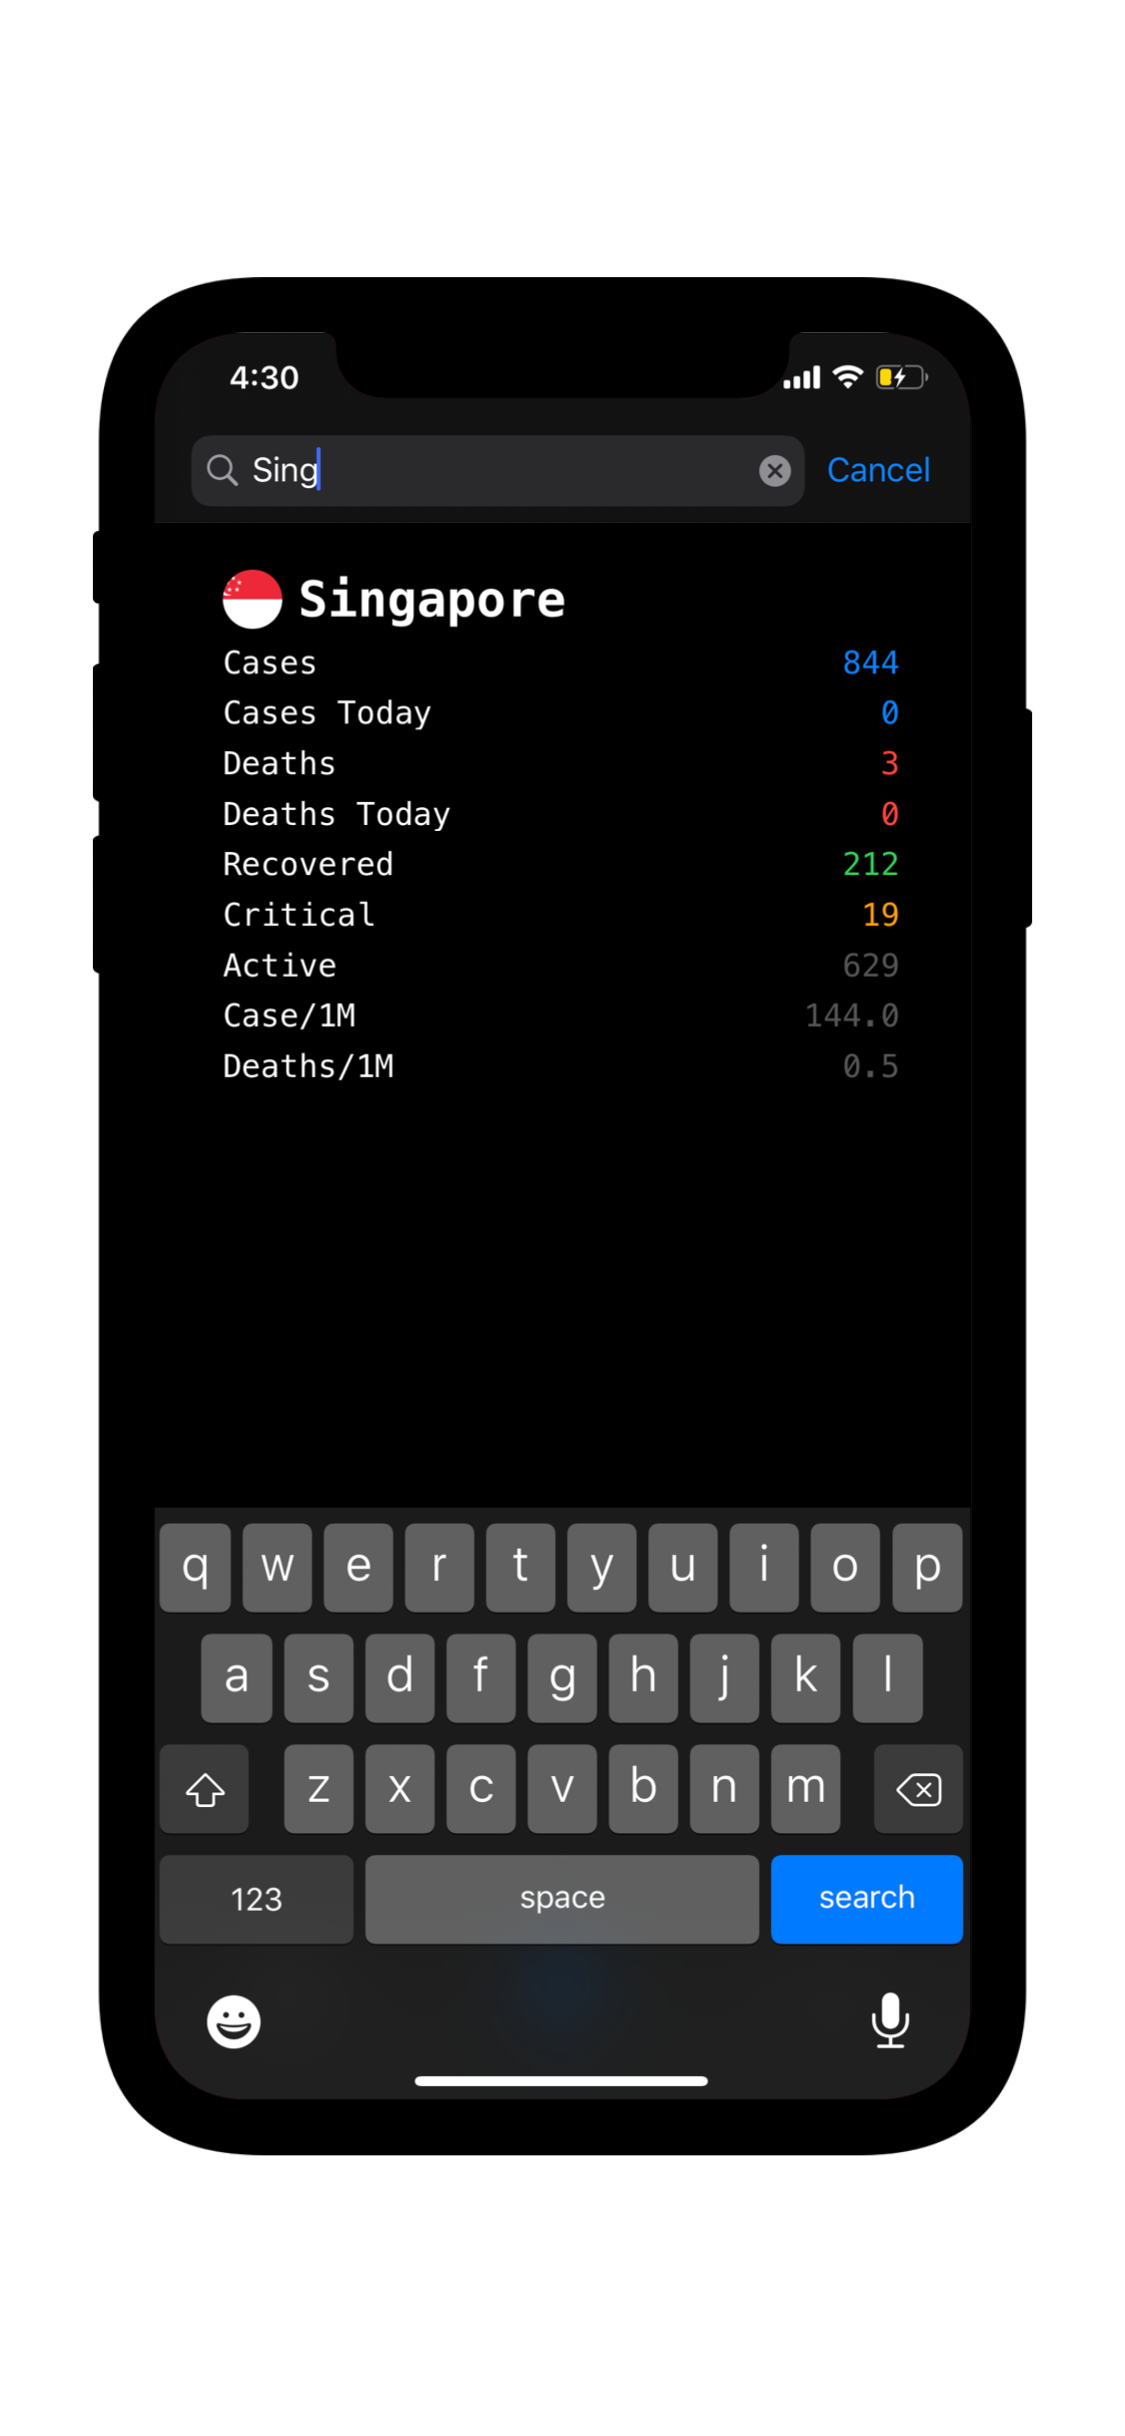 4:30
Sing Cancel
Singapore
Cases 844
Cases Today 0
Deaths 3
Deaths Today 0
Recovered 212
Critical 19
Active 629
Case/1M 144.0
Deaths/1M 0.5
q w e r t y u i o p
a s d f g h j k l
z x c v b n m
123 space search